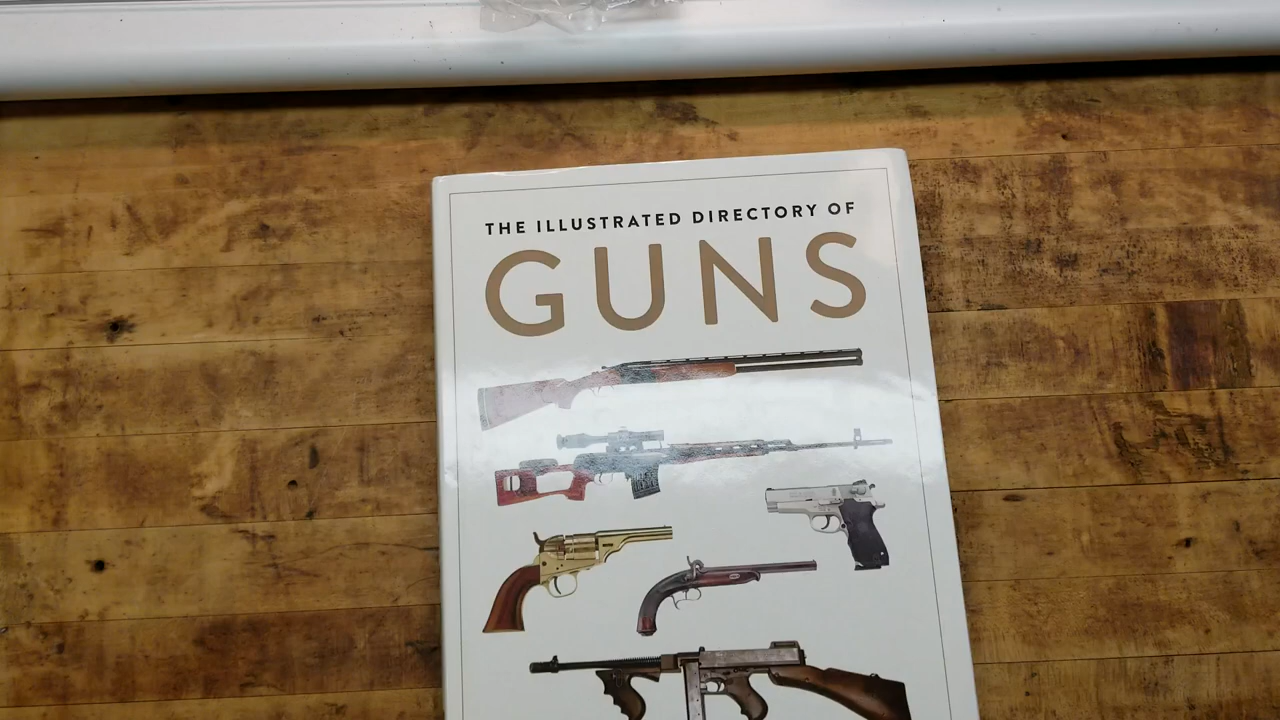 THE ILLUSTRATED DIRECTORY OF
GUNS